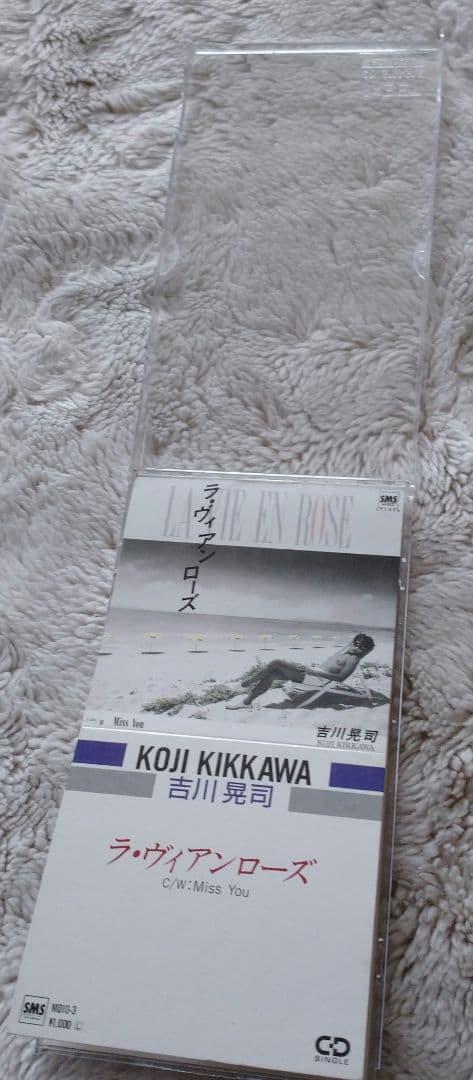 LA VIE EN ROSE
ラ・ヴィアンローズ
SMS
Miss You
吉川晃司
KOJI KIKKAWA
KOJI KIKKAWA
吉川晃司
ラ・ヴィアンローズ
C/W:Miss You
SMS
MD10-3
¥1,000 Ⓛ
CD
SINGLE